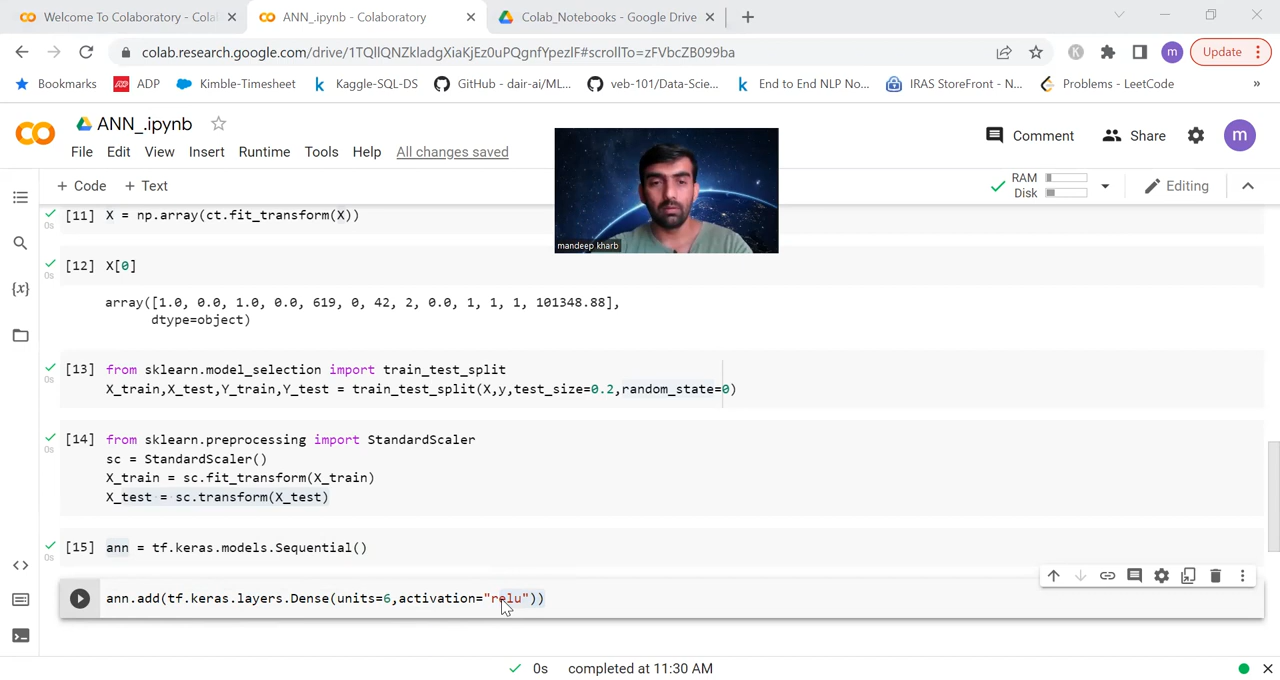 Welcome To Colaboratory - Cola
ANN_.ipynb - Colaboratory
Colab_Notebooks - Google Drive
colab.research.google.com/drive/1TQllQNZkladgXiaKjEz0uPQgnfYpezIF#scrollTo=zFVbcZB099ba
K
m
Update
Bookmarks
ADP
Kimble-Timesheet
Kaggle-SQL-DS
GitHub - dair-ai/ML...
veb-101/Data-Scie...
End to End NLP No...
IRAS StoreFront - N...
Problems - LeetCode
»
ANN_.ipynb
Comment
Share
m
File Edit View Insert Runtime Tools Help All changes saved
+ Code + Text
RAM
Disk
Editing
[11] X = np.array(ct.fit_transform(X))
0s
mandeep kharb
[12] X[0]
0s
array([1.0, 0.0, 1.0, 0.0, 619, 0, 42, 2, 0.0, 1, 1, 1, 101348.88],
dtype=object)
[13] from sklearn.model_selection import train_test_split
0s
X_train,X_test,Y_train,Y_test = train_test_split(X,y,test_size=0.2,random_state=0)
[14] from sklearn.preprocessing import StandardScaler
0s
sc = StandardScaler()
X_train = sc.fit_transform(X_train)
X_test = sc.transform(X_test)
[15] ann = tf.keras.models.Sequential()
0s
ann.add(tf.keras.layers.Dense(units=6,activation="relu"))
0s completed at 11:30 AM